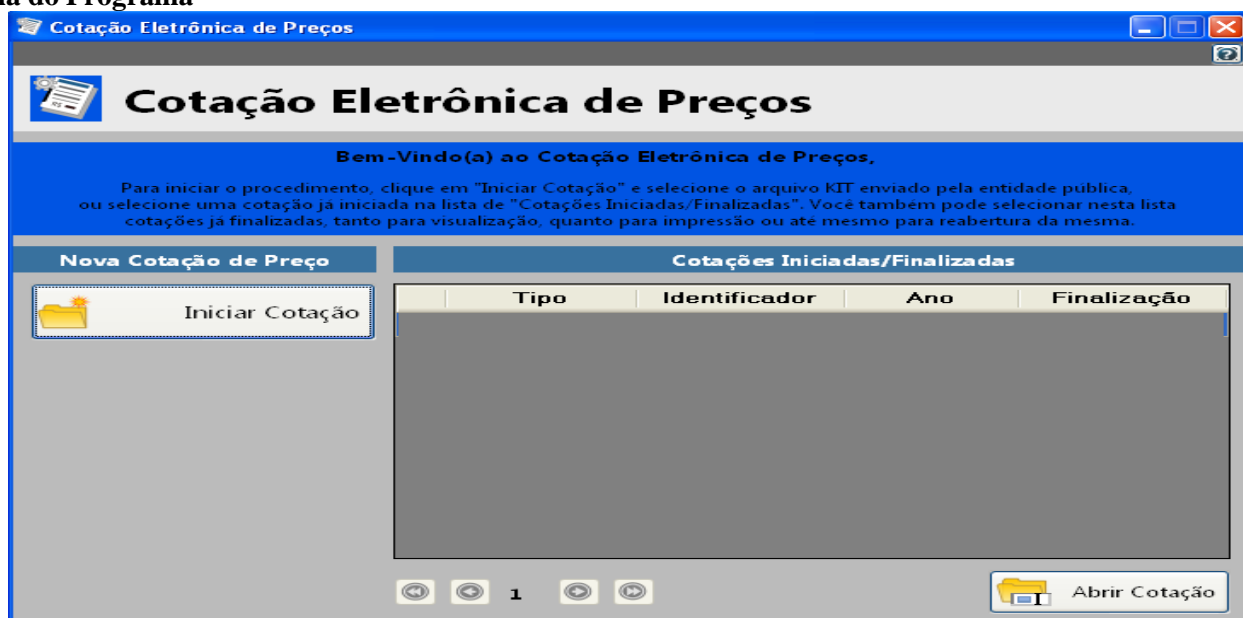 do Programa
Cotação Eletrônica de Preços
Cotação Eletrônica de Preços
Bem-Vindo(a) ao Cotação Eletrônica de Preços,
Para iniciar o procedimento, clique em "Iniciar Cotação" e selecione o arquivo KIT enviado pela entidade publica,
ou selecione uma cotação já iniciada na lista de "Cotações Iniciadas/Finalizadas". Você também pode selecionar nesta lista
cotações já finalizadas, tanto para visualização, quanto para impressão ou até mesmo para reabertura da mesma.
Nova Cotação de Preço
Cotações Iniciadas/Finalizadas
Iniciar Cotação
Tipo Identificador Ano Finalização
1
Abrir Cotação